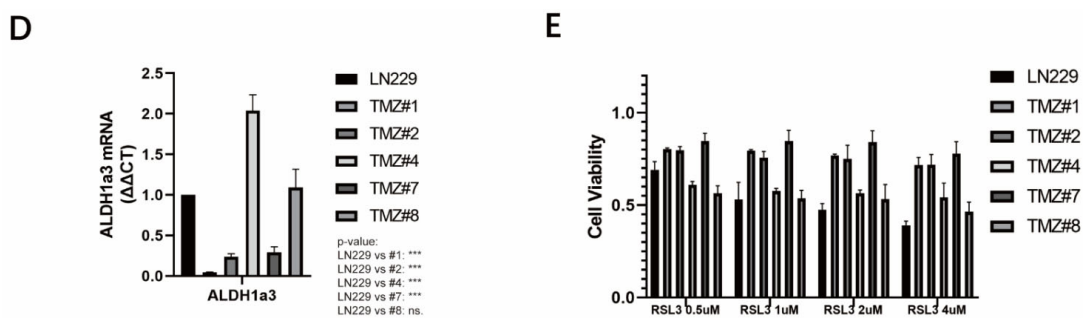 D
ALDH1a3 mRNA
(ΔΔCT)
2.5
2.0
1.5
1.0
0.5
0.0
ALDH1a3
LN229
TMZ#1
TMZ#2
TMZ#4
TMZ#7
TMZ#8
p-value:
LN229 vs #1: ***
LN229 vs #2: ***
LN229 vs #4: ***
LN229 vs #7: ***
LN229 vs #8: ns.
E
Cell Viability
1.0
0.5
0.0
RSL3 0.5uM
RSL3 1uM
RSL3 2uM
RSL3 4uM
LN229
TMZ#1
TMZ#2
TMZ#4
TMZ#7
TMZ#8